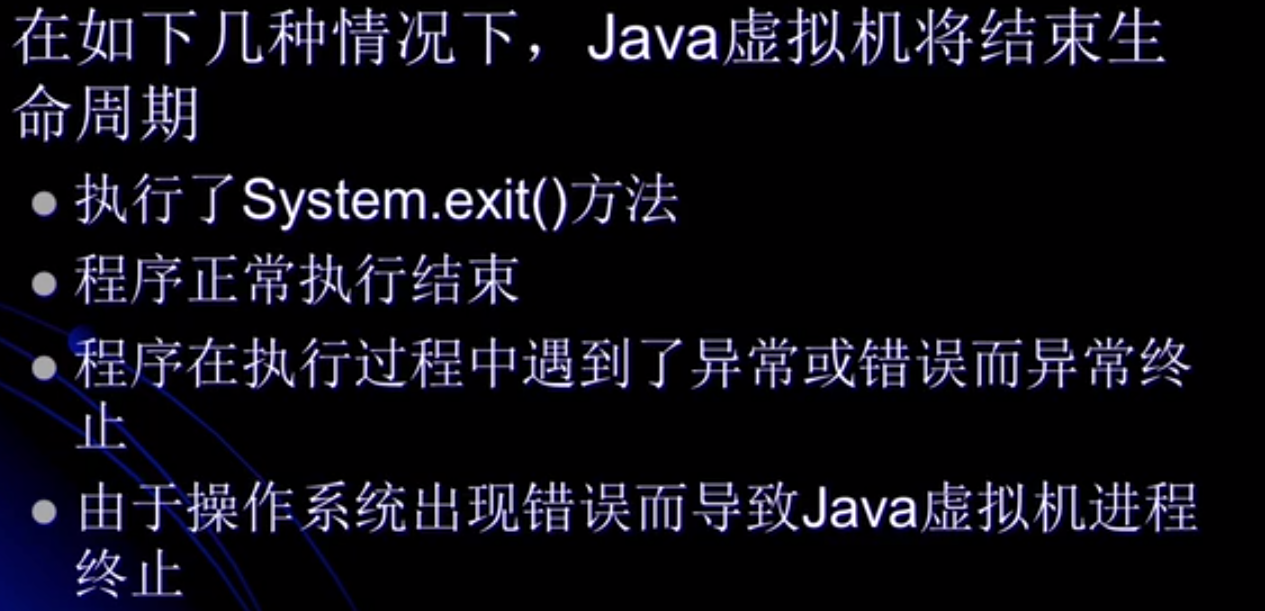 在如下几种情况下，Java虚拟机将结束生
命周期
执行了System.exit()方法
程序正常执行结束
程序在执行过程中遇到了异常或错误而异常终
止
由于操作系统出现错误而导致Java虚拟机进程
终止